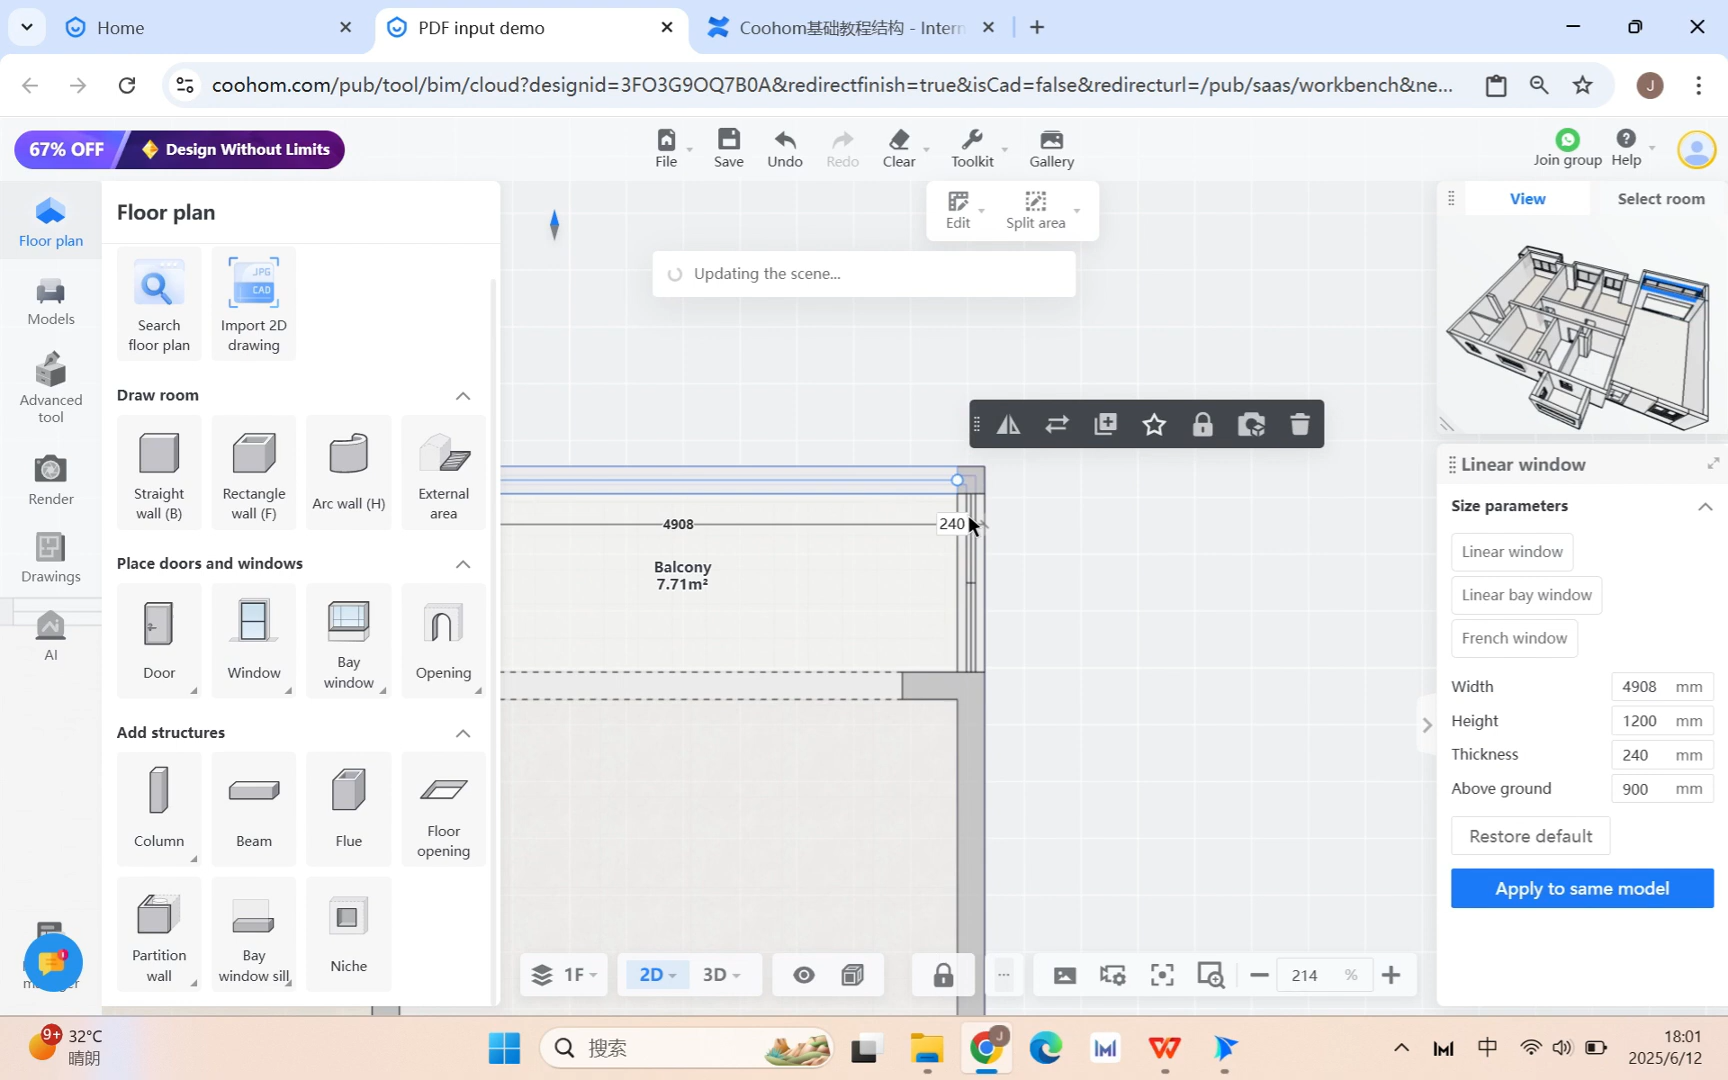 Home
PDF input demo
Coohom基础教程结构 - Intern
coohom.com/pub/tool/bim/cloud?designid=3FO3G9OQ7B0A&redirectfinish=true&isCad=false&redirecturl=/pub/saas/workbench&ne...
J
67% OFF
Design Without Limits
File
Save
Undo
Redo
Clear
Toolkit
Gallery
Join group
Help
Floor plan
Models
Advanced
tool
Render
Drawings
AI
Floor plan
Search
floor plan
JPG
CAD
Import 2D
drawing
Draw room
Straight
wall (B)
Rectangle
wall (F)
Arc wall (H)
External
area
Place doors and windows
Door
Window
Bay
window
Opening
Add structures
Column
Beam
Flue
Floor
opening
Partition
wall
Bay
window sill
Niche
Edit
Split area
Updating the scene...
4908
240
Balcony
7.71m²
View
Select room
Linear window
Size parameters
Linear window
Linear bay window
French window
Width 4908 mm
Height 1200 mm
Thickness 240 mm
Above ground 900 mm
Restore default
Apply to same model
1F
2D
3D
214 %
9+
32°C
晴朗
搜索
J
中
18:01
2025/6/12